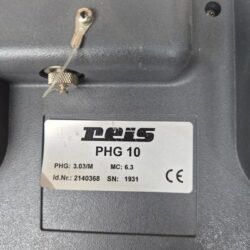 reis
PHG 10
PHG: 3.03/M MC: 6.3
Id.Nr.: 2140368 SN: 1931
CE